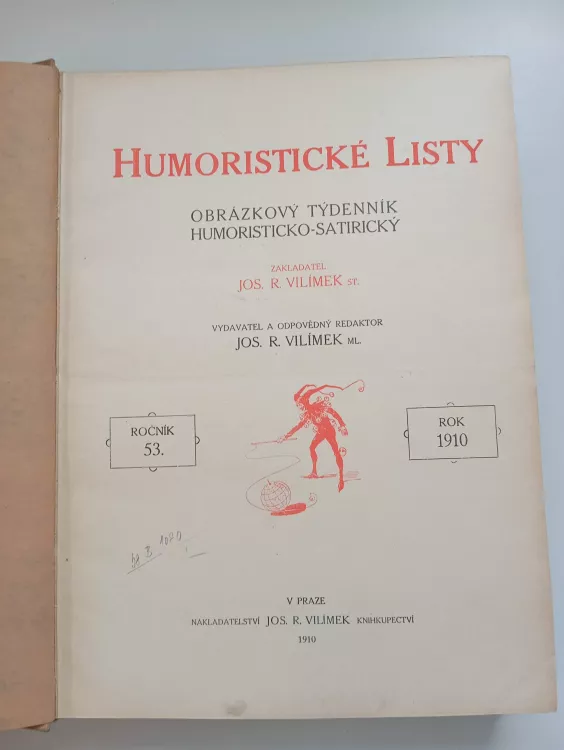 HUMORISTICKÉ LISTY
OBRÁZKOVÝ TÝDENNÍK
HUMORISTICKO-SATIRICKÝ
ZAKLADATEL
JOS. R. VILÍMEK ST.
VYDAVATEL A ODPOVĚDNÝ REDAKTOR
JOS. R. VILÍMEK ML.
ROČNÍK
53.
ROK
1910
V PRAZE
NAKLADATELSTVÍ JOS. R. VILÍMEK KNIHKUPECTVÍ
1910